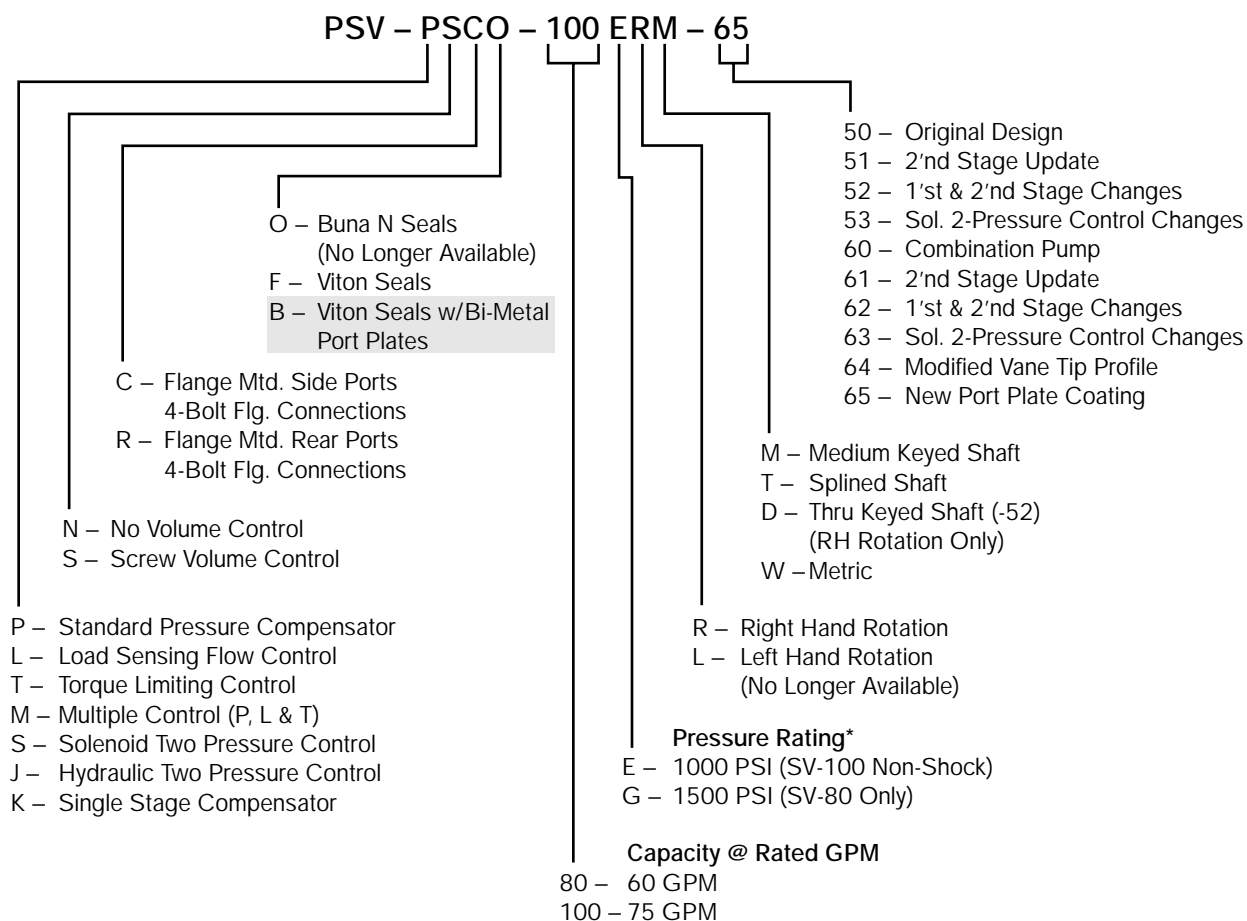 PSV – PSCO – 100 ERM – 65
50 – Original Design
51 – 2'nd Stage Update
52 – 1'st & 2'nd Stage Changes
53 – Sol. 2-Pressure Control Changes
60 – Combination Pump
61 – 2'nd Stage Update
62 – 1'st & 2'nd Stage Changes
63 – Sol. 2-Pressure Control Changes
64 – Modified Vane Tip Profile
65 – New Port Plate Coating
O – Buna N Seals
(No Longer Available)
F – Viton Seals
B – Viton Seals w/Bi-Metal
Port Plates
C – Flange Mtd. Side Ports
4-Bolt Flg. Connections
R – Flange Mtd. Rear Ports
4-Bolt Flg. Connections
M – Medium Keyed Shaft
T – Splined Shaft
D – Thru Keyed Shaft (-52)
(RH Rotation Only)
W – Metric
N – No Volume Control
S – Screw Volume Control
P – Standard Pressure Compensator
L – Load Sensing Flow Control
T – Torque Limiting Control
M – Multiple Control (P, L & T)
S – Solenoid Two Pressure Control
J – Hydraulic Two Pressure Control
K – Single Stage Compensator
R – Right Hand Rotation
L – Left Hand Rotation
(No Longer Available)
Pressure Rating*
E – 1000 PSI (SV-100 Non-Shock)
G – 1500 PSI (SV-80 Only)
Capacity @ Rated GPM
80 – 60 GPM
100 – 75 GPM